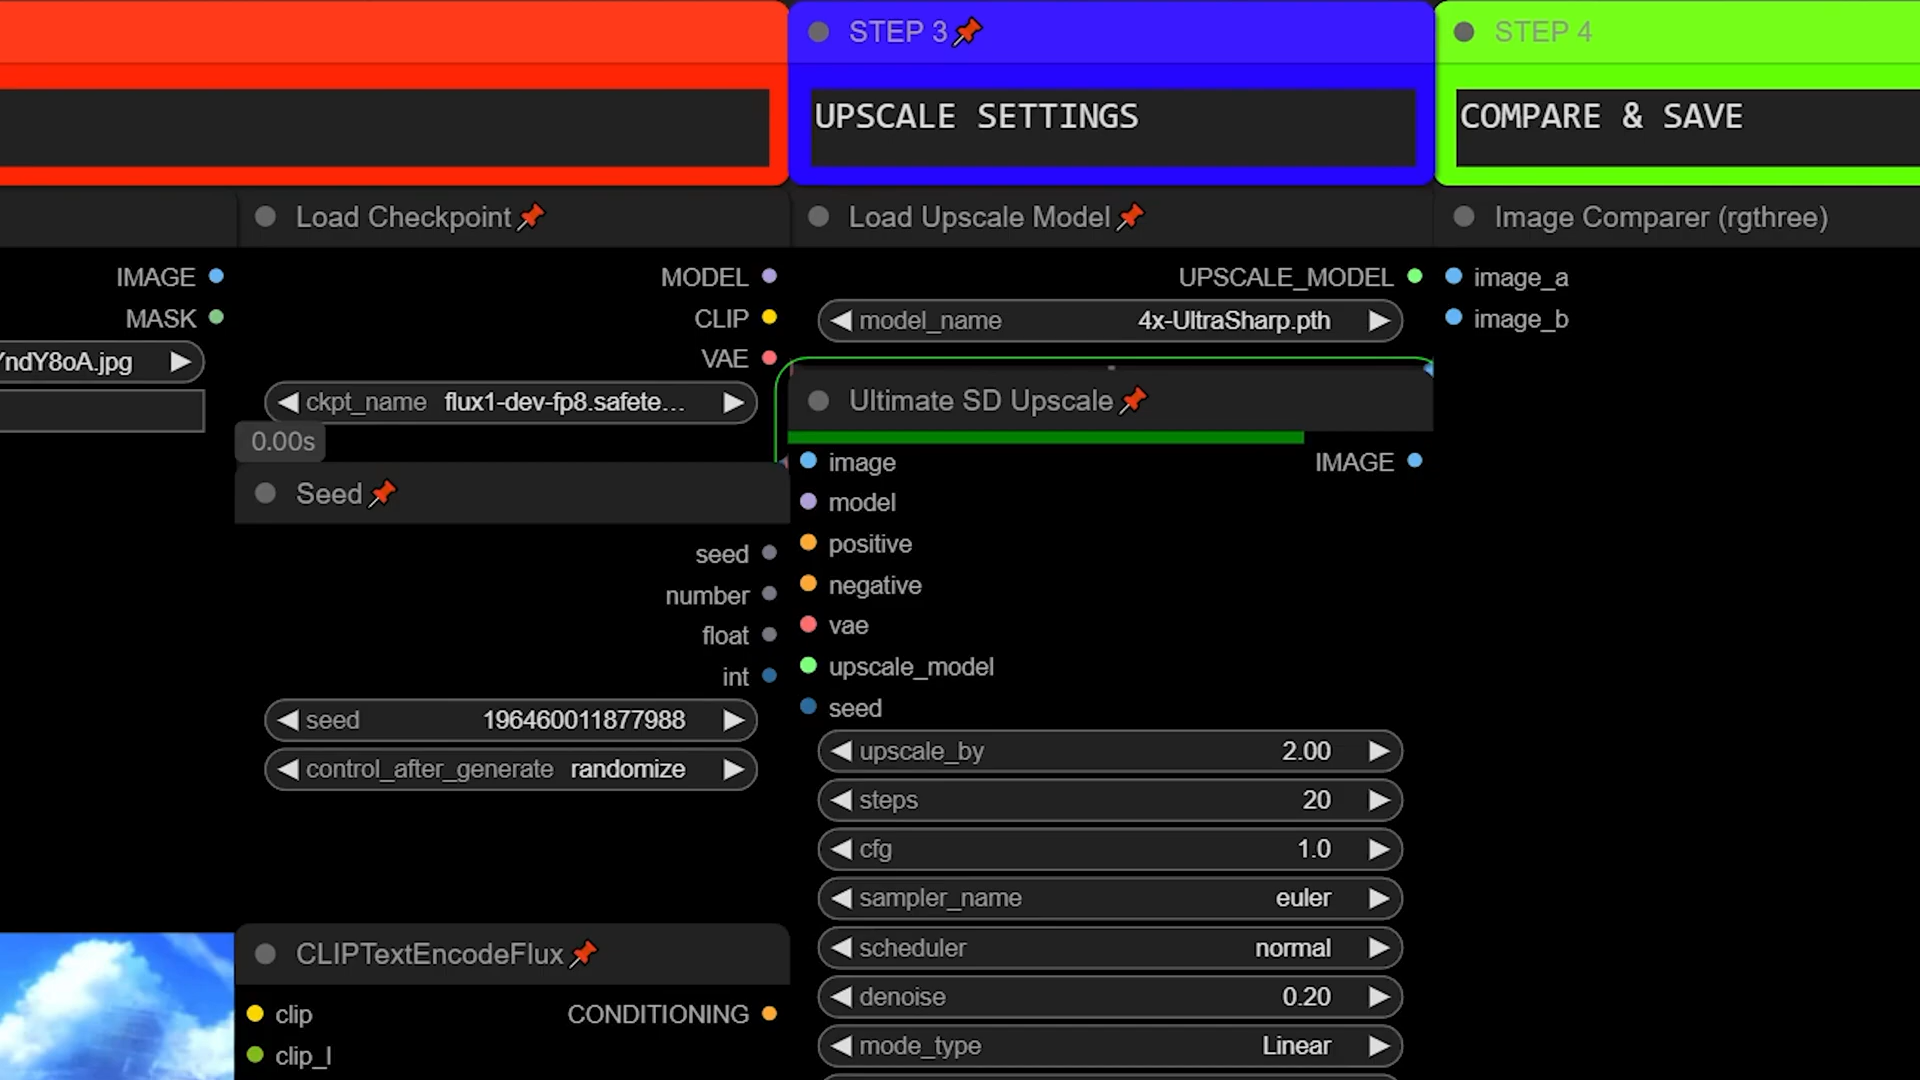 STEP 3
STEP 4
UPSCALE SETTINGS
COMPARE & SAVE
Load Checkpoint
Load Upscale Model
Image Comparer (rgthree)
IMAGE
MASK
YndY8oA.jpg
MODEL
CLIP
VAE
ckpt_name flux1-dev-fp8.safete...
0.00s
Seed
seed
number
float
int
seed 196460011877988
control_after_generate randomize
CLIPTextEncodeFlux
clip CONDITIONING
clip_l
UPSCALE_MODEL
model_name 4x-UltraSharp.pth
Ultimate SD Upscale
image IMAGE
model
positive
negative
vae
upscale_model
seed
upscale_by 2.00
steps 20
cfg 1.0
sampler_name euler
scheduler normal
denoise 0.20
mode_type Linear
image_a
image_b